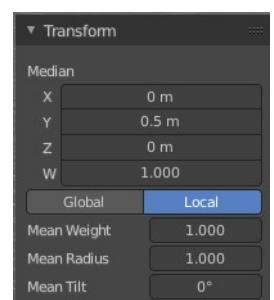 Transform
Median
X 0 m
Y 0.5 m
Z 0 m
W 1.000
Global Local
Mean Weight 1.000
Mean Radius 1.000
Mean Tilt 0°